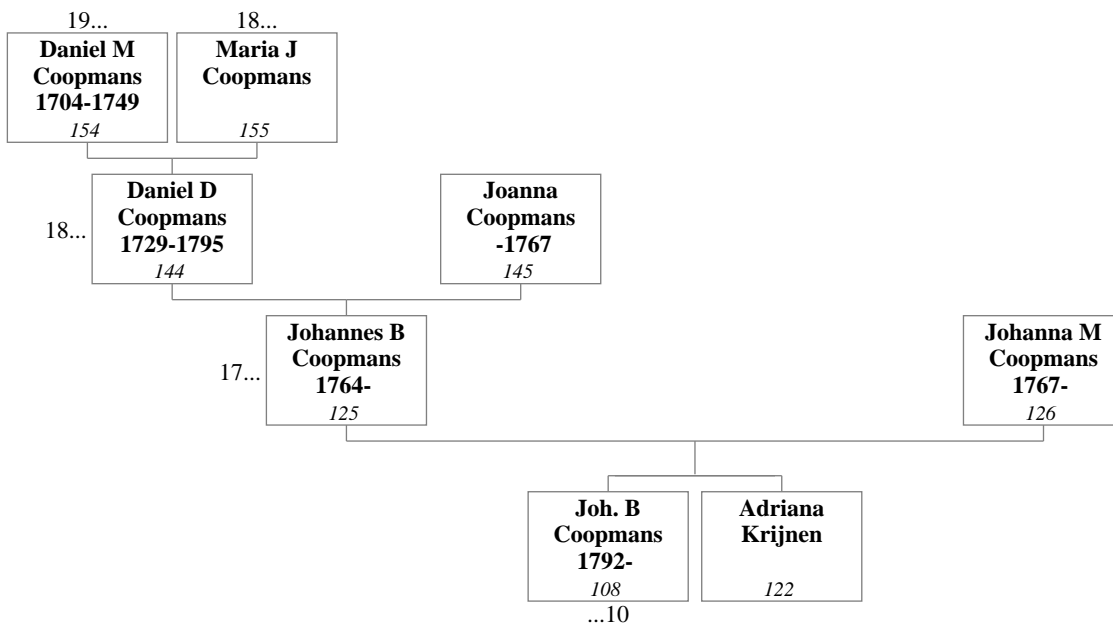 19...
18...
Daniel M
Coopmans
1704-1749
154
Maria J
Coopmans
155
18...
Daniel D
Coopmans
1729-1795
144
Joanna
Coopmans
-1767
145
17...
Johannes B
Coopmans
1764-
125
Johanna M
Coopmans
1767-
126
Joh. B
Coopmans
1792-
108
Adriana
Krijnen
122
...10